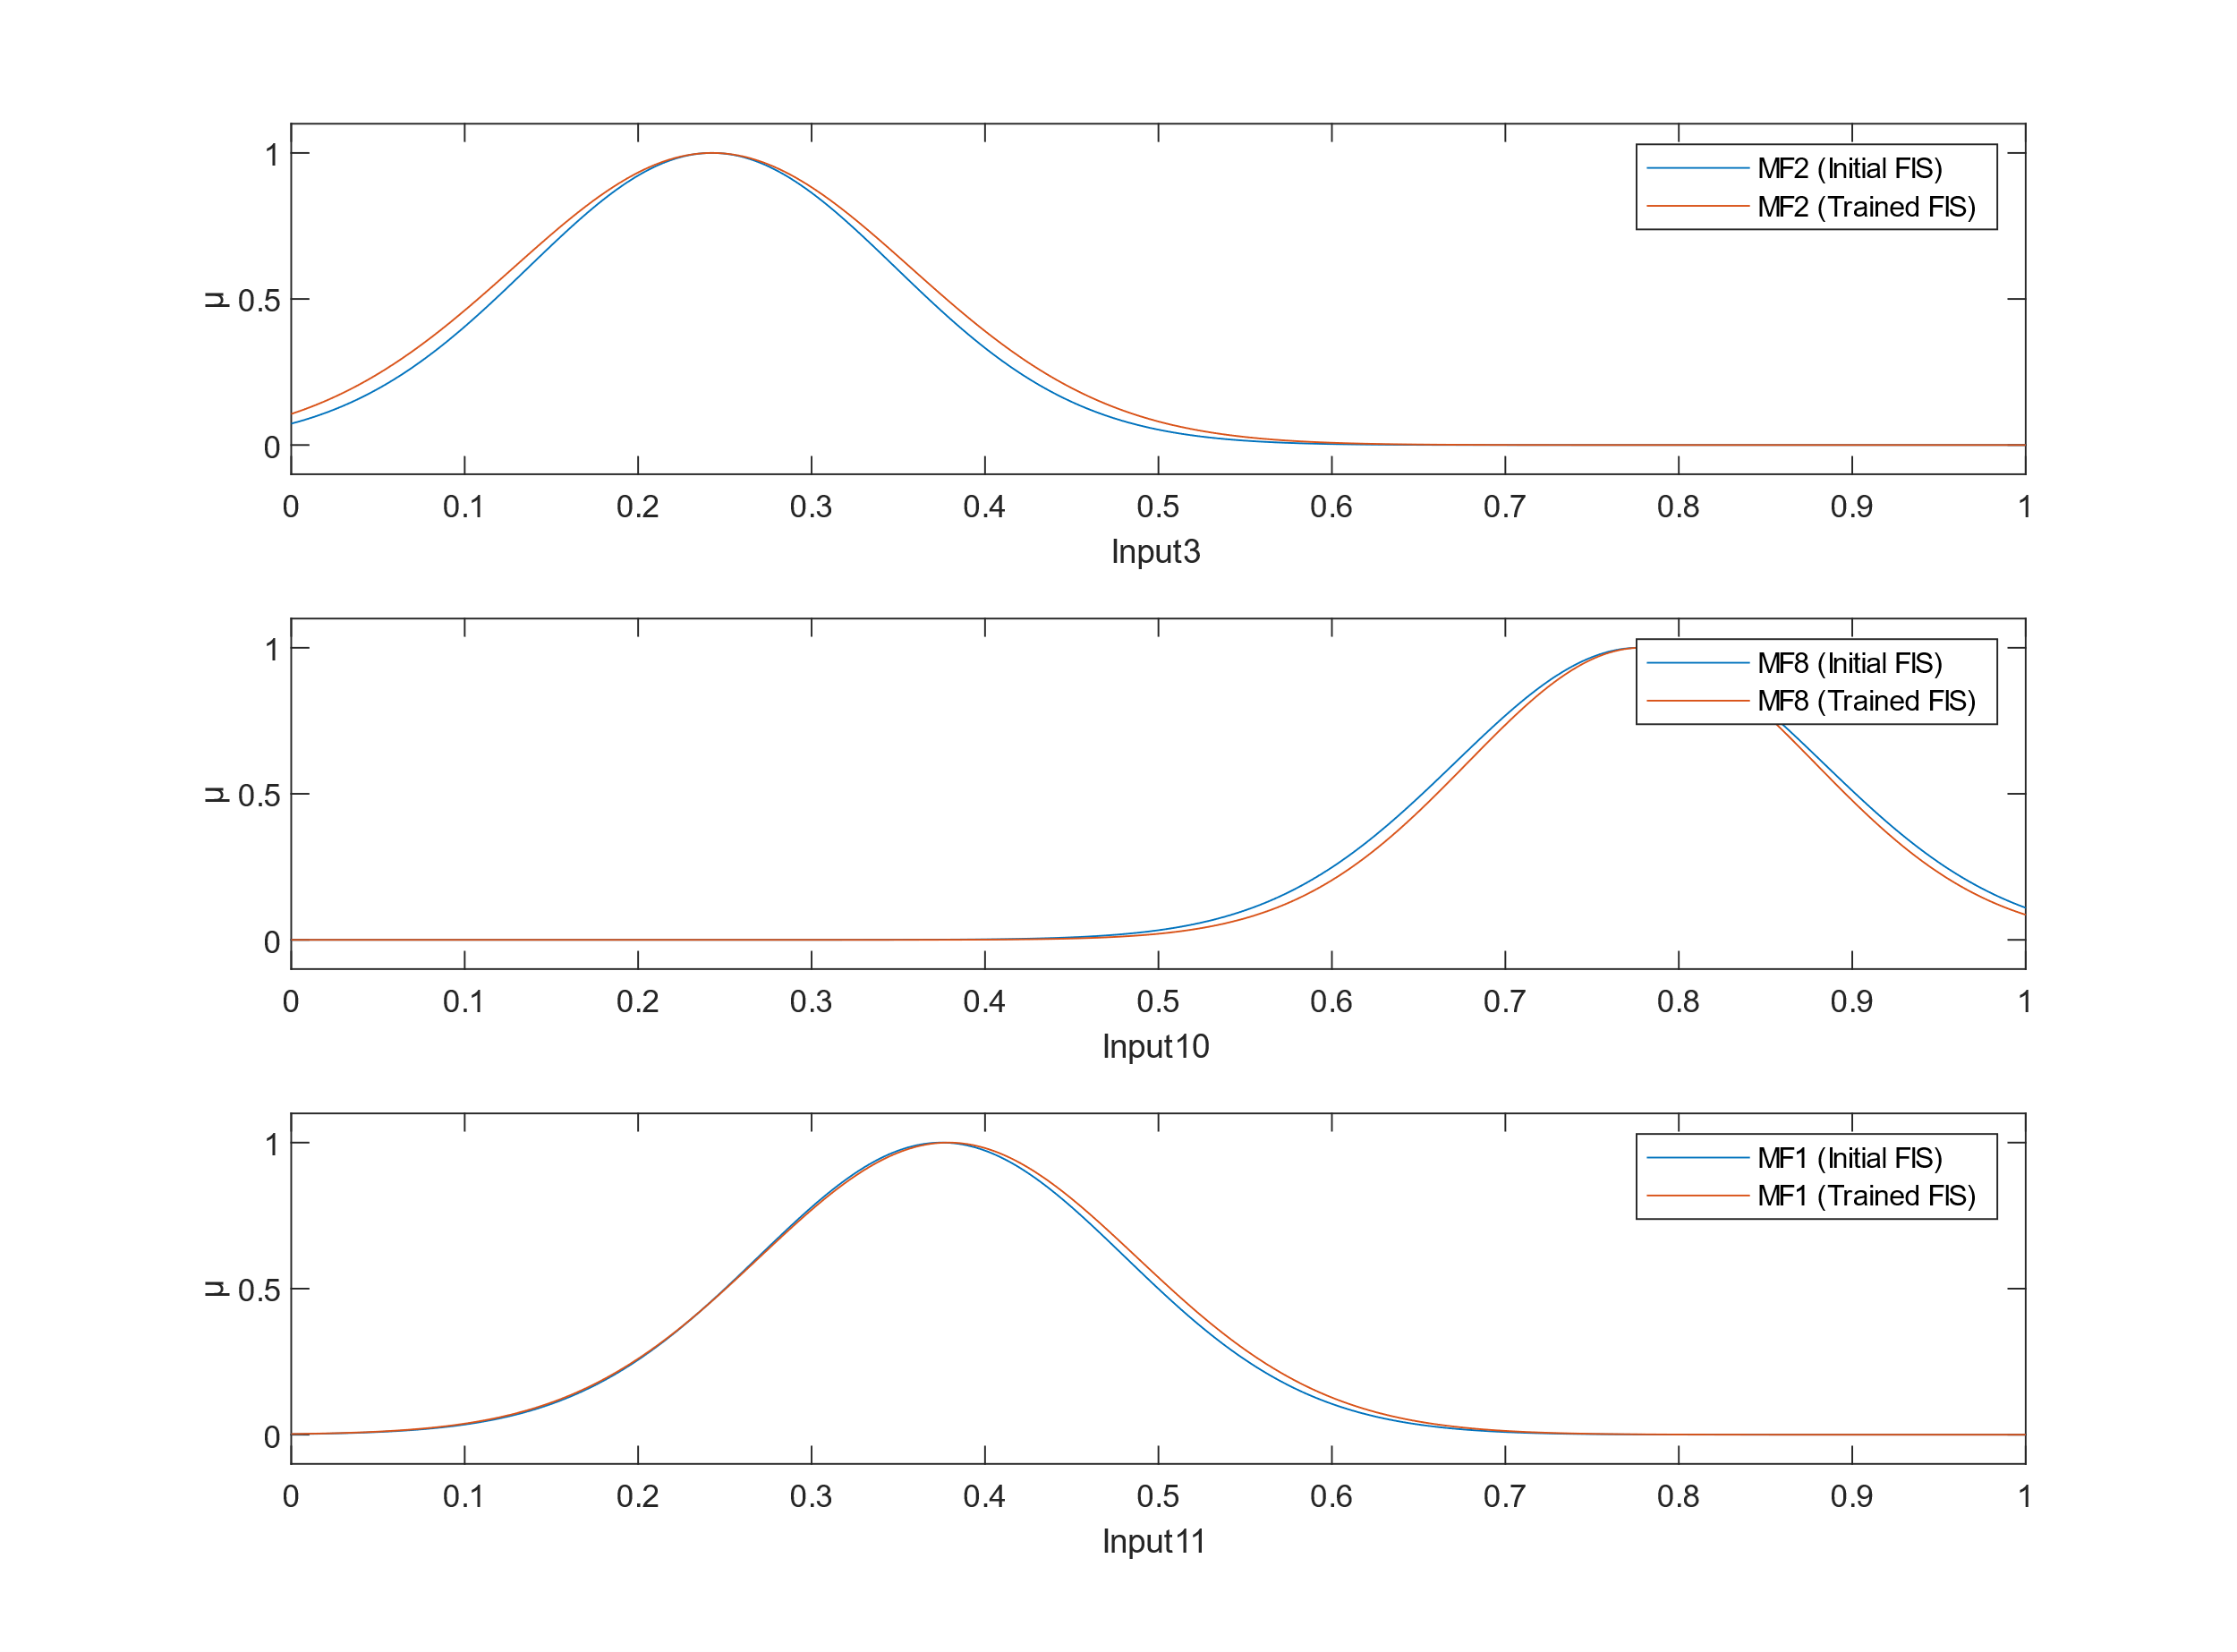 MF2 (Initial FIS)
MF2 (Trained FIS)
1
0.5
0
μ
0 0.1 0.2 0.3 0.4 0.5 0.6 0.7 0.8 0.9 1
Input3
MF8 (Initial FIS)
MF8 (Trained FIS)
1
0.5
0
μ
0 0.1 0.2 0.3 0.4 0.5 0.6 0.7 0.8 0.9 1
Input10
MF1 (Initial FIS)
MF1 (Trained FIS)
1
0.5
0
μ
0 0.1 0.2 0.3 0.4 0.5 0.6 0.7 0.8 0.9 1
Input11